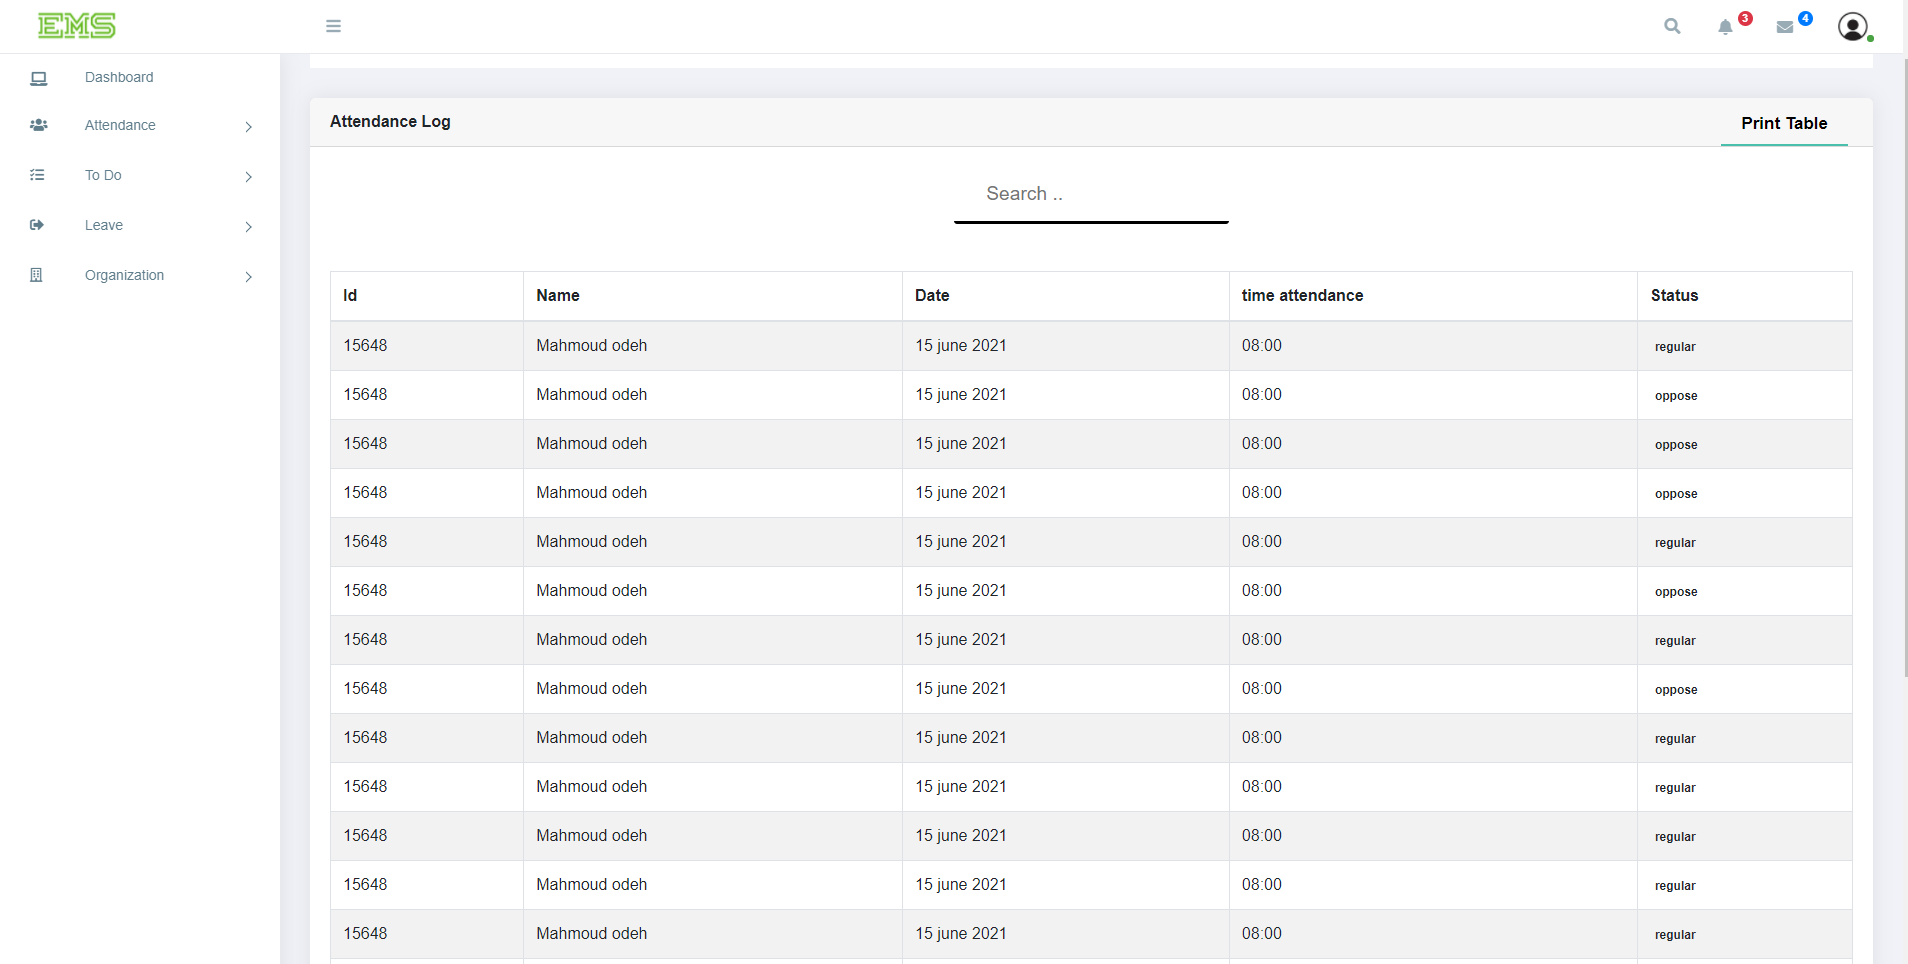 EMS
3
4
Dashboard
Attendance
To Do
Leave
Organization
Attendance Log
Print Table
Search ..
Id Name Date time attendance Status
15648 Mahmoud odeh 15 june 2021 08:00 regular
15648 Mahmoud odeh 15 june 2021 08:00 oppose
15648 Mahmoud odeh 15 june 2021 08:00 oppose
15648 Mahmoud odeh 15 june 2021 08:00 oppose
15648 Mahmoud odeh 15 june 2021 08:00 regular
15648 Mahmoud odeh 15 june 2021 08:00 oppose
15648 Mahmoud odeh 15 june 2021 08:00 regular
15648 Mahmoud odeh 15 june 2021 08:00 oppose
15648 Mahmoud odeh 15 june 2021 08:00 regular
15648 Mahmoud odeh 15 june 2021 08:00 regular
15648 Mahmoud odeh 15 june 2021 08:00 regular
15648 Mahmoud odeh 15 june 2021 08:00 regular
15648 Mahmoud odeh 15 june 2021 08:00 regular